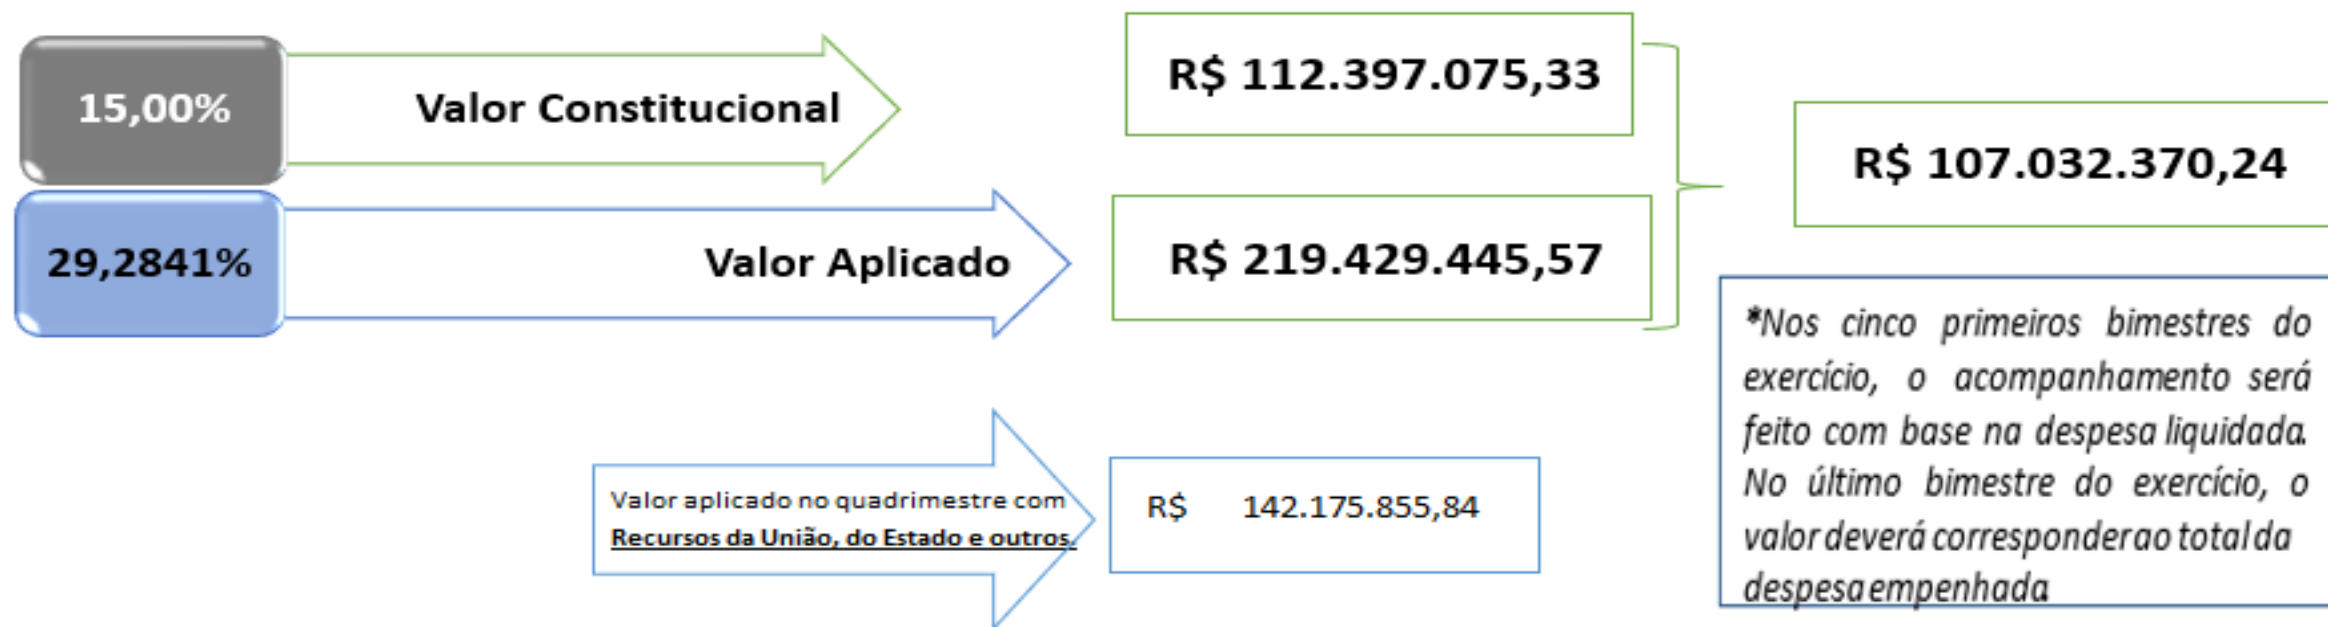 15,00%
Valor Constitucional
R$ 112.397.075,33
29,2841%
Valor Aplicado
R$ 219.429.445,57
R$ 107.032.370,24
*Nos cinco primeiros bimestres do
exercício, o acompanhamento será
feito com base na despesa liquidada.
No último bimestre do exercício, o
valor deverá corresponder ao total da
despesa empenhada
Valor aplicado no quadrimestre com
Recursos da União, do Estado e outros.
R$ 142.175.855,84